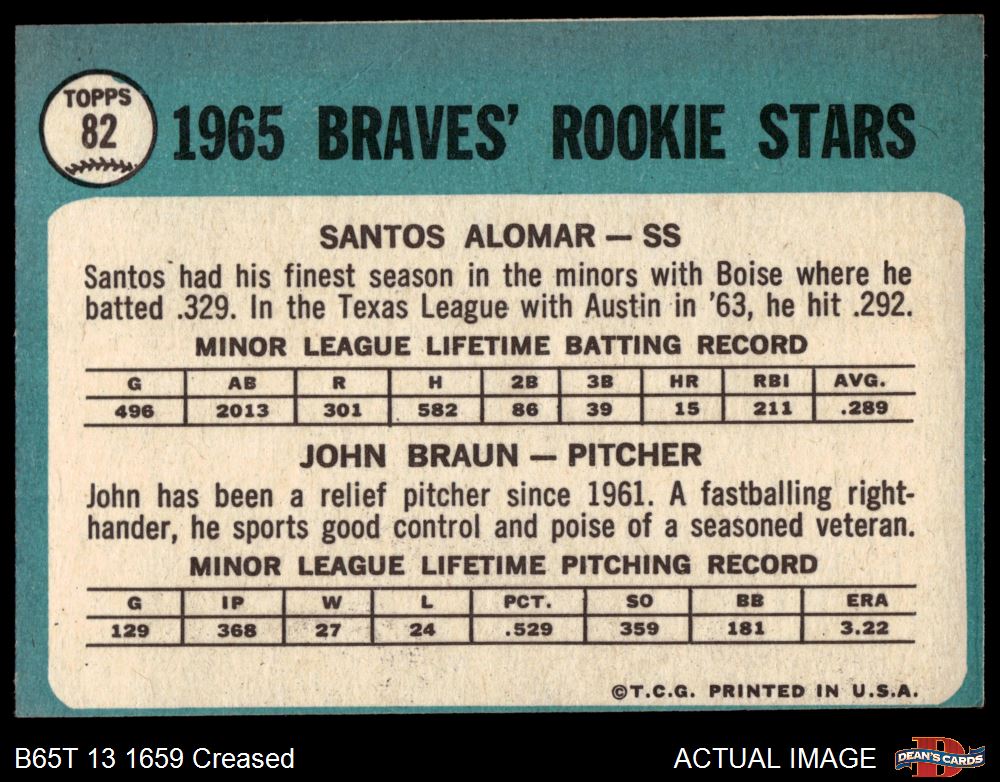 TOPPS
82
1965 BRAVES' ROOKIE STARS
SANTOS ALOMAR — SS
Santos had his finest season in the minors with Boise where he
batted .329. In the Texas League with Austin in '63, he hit .292.
MINOR LEAGUE LIFETIME BATTING RECORD
G AB R H 2B 3B HR RBI AVG.
496 2013 301 582 86 39 15 211 .289
JOHN BRAUN — PITCHER
John has been a relief pitcher since 1961. A fastballing right-
hander, he sports good control and poise of a seasoned veteran.
MINOR LEAGUE LIFETIME PITCHING RECORD
G IP W L PCT. SO BB ERA
129 368 27 24 .529 359 181 3.22
©T.C.G. PRINTED IN U.S.A.
B65T 13 1659 Creased
ACTUAL IMAGE
D
DEAN'S CARDS